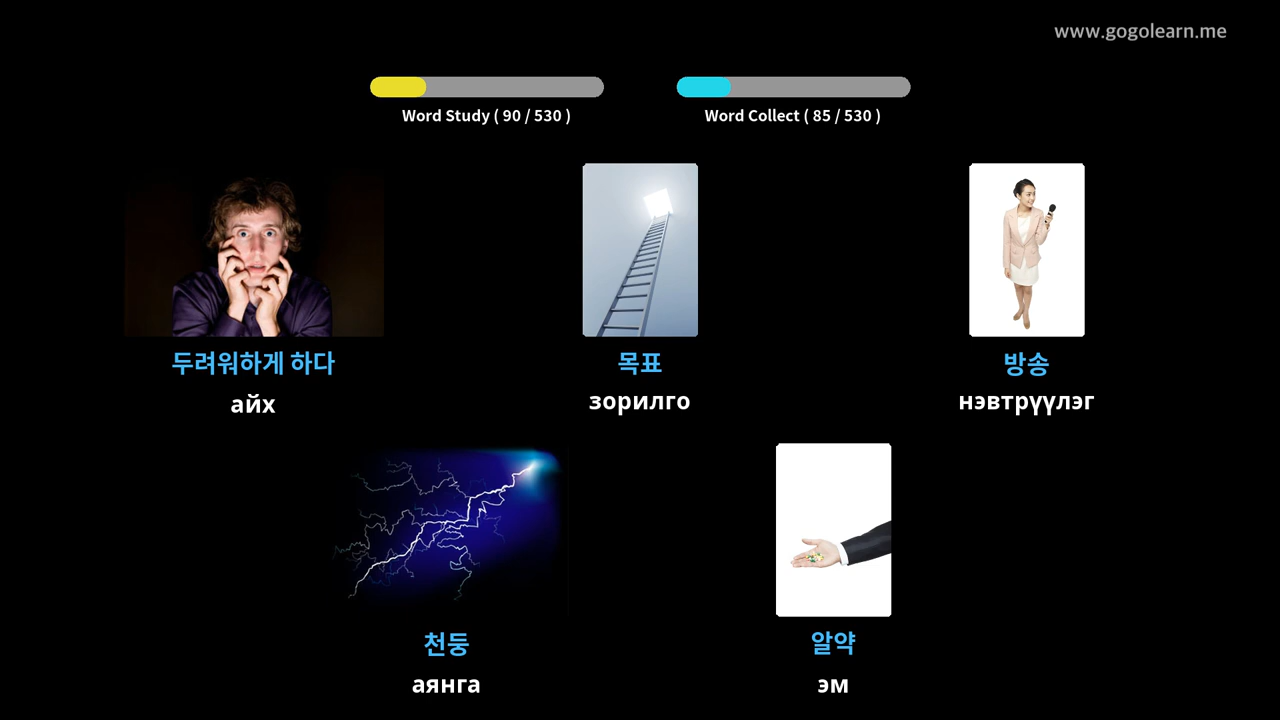 www.gogolearn.me
Word Study ( 90 / 530 )
Word Collect ( 85 / 530 )
두려워하게 하다
айх
목표
зорилго
방송
нэвтрүүлэг
천둥
аянга
알약
эм